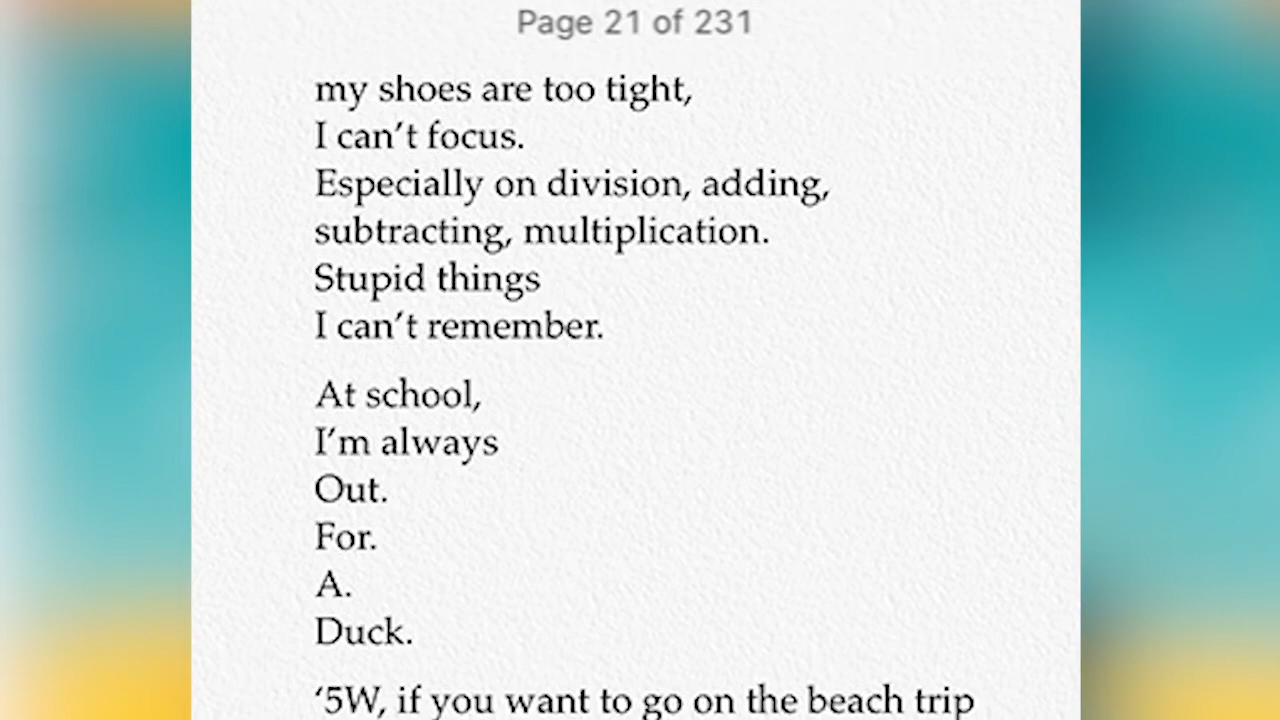 Page 21 of 231
my shoes are too tight,
I can’t focus.
Especially on division, adding,
subtracting, multiplication.
Stupid things
I can’t remember.
At school,
I’m always
Out.
For.
A.
Duck.
‘5W, if you want to go on the beach trip